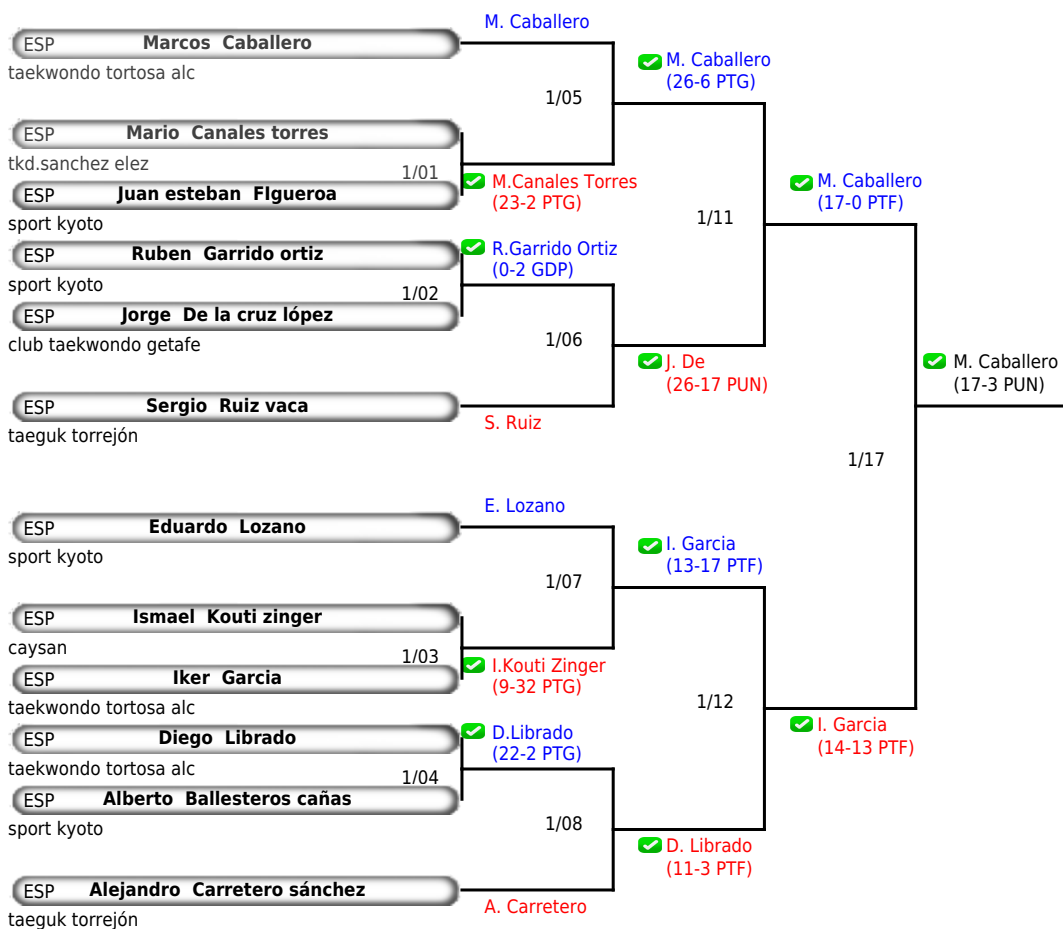 M. Caballero
ESP Marcos Caballero
taekwondo tortosa alc
M. Caballero
(26-6 PTG)
1/05
ESP Mario Canales torres
tkd.sanchez elez
1/01
M.Canales Torres
(23-2 PTG)
ESP Juan esteban FIgueroa
sport kyoto
M. Caballero
(17-0 PTF)
1/11
ESP Ruben Garrido ortiz
sport kyoto
R.Garrido Ortiz
(0-2 GDP)
1/02
ESP Jorge De la cruz lópez
club taekwondo getafe
1/06
J. De
(26-17 PUN)
M. Caballero
(17-3 PUN)
ESP Sergio Ruiz vaca
taeguk torrejón
S. Ruiz
1/17
E. Lozano
ESP Eduardo Lozano
sport kyoto
I. Garcia
(13-17 PTF)
1/07
ESP Ismael Kouti zinger
caysan
1/03
I.Kouti Zinger
(9-32 PTG)
ESP Iker Garcia
taekwondo tortosa alc
1/12
I. Garcia
(14-13 PTF)
ESP Diego Librado
taekwondo tortosa alc
D.Librado
(22-2 PTG)
1/04
ESP Alberto Ballesteros cañas
sport kyoto
1/08
D. Librado
(11-3 PTF)
ESP Alejandro Carretero sánchez
taeguk torrejón
A. Carretero